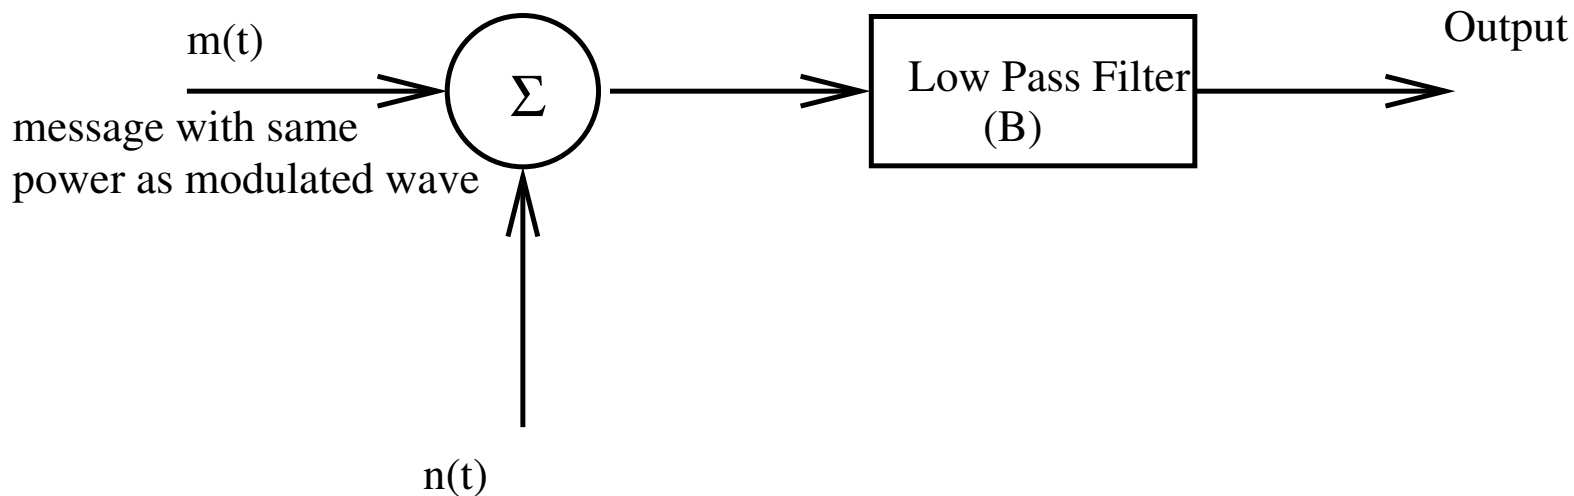 m(t)
message with same
power as modulated wave
Σ
n(t)
Low Pass Filter
(B)
Output